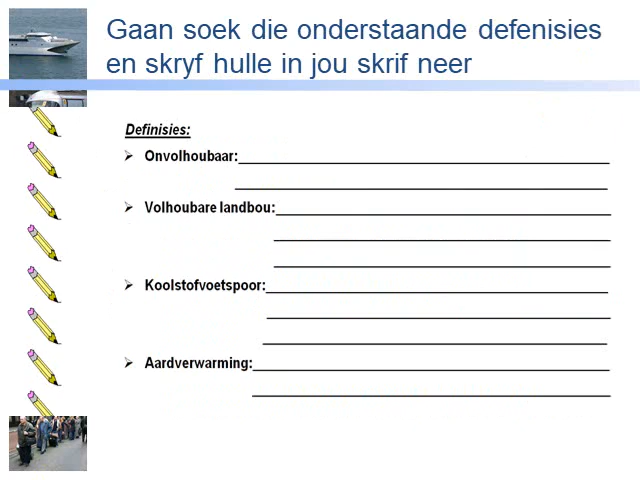 Gaan soek die onderstaande defenisies
en skryf hulle in jou skrif neer
Definisies:
Onvolhoubaar:
Volhoubare landbou:
Koolstofvoetspoor:
Aardverwarming: